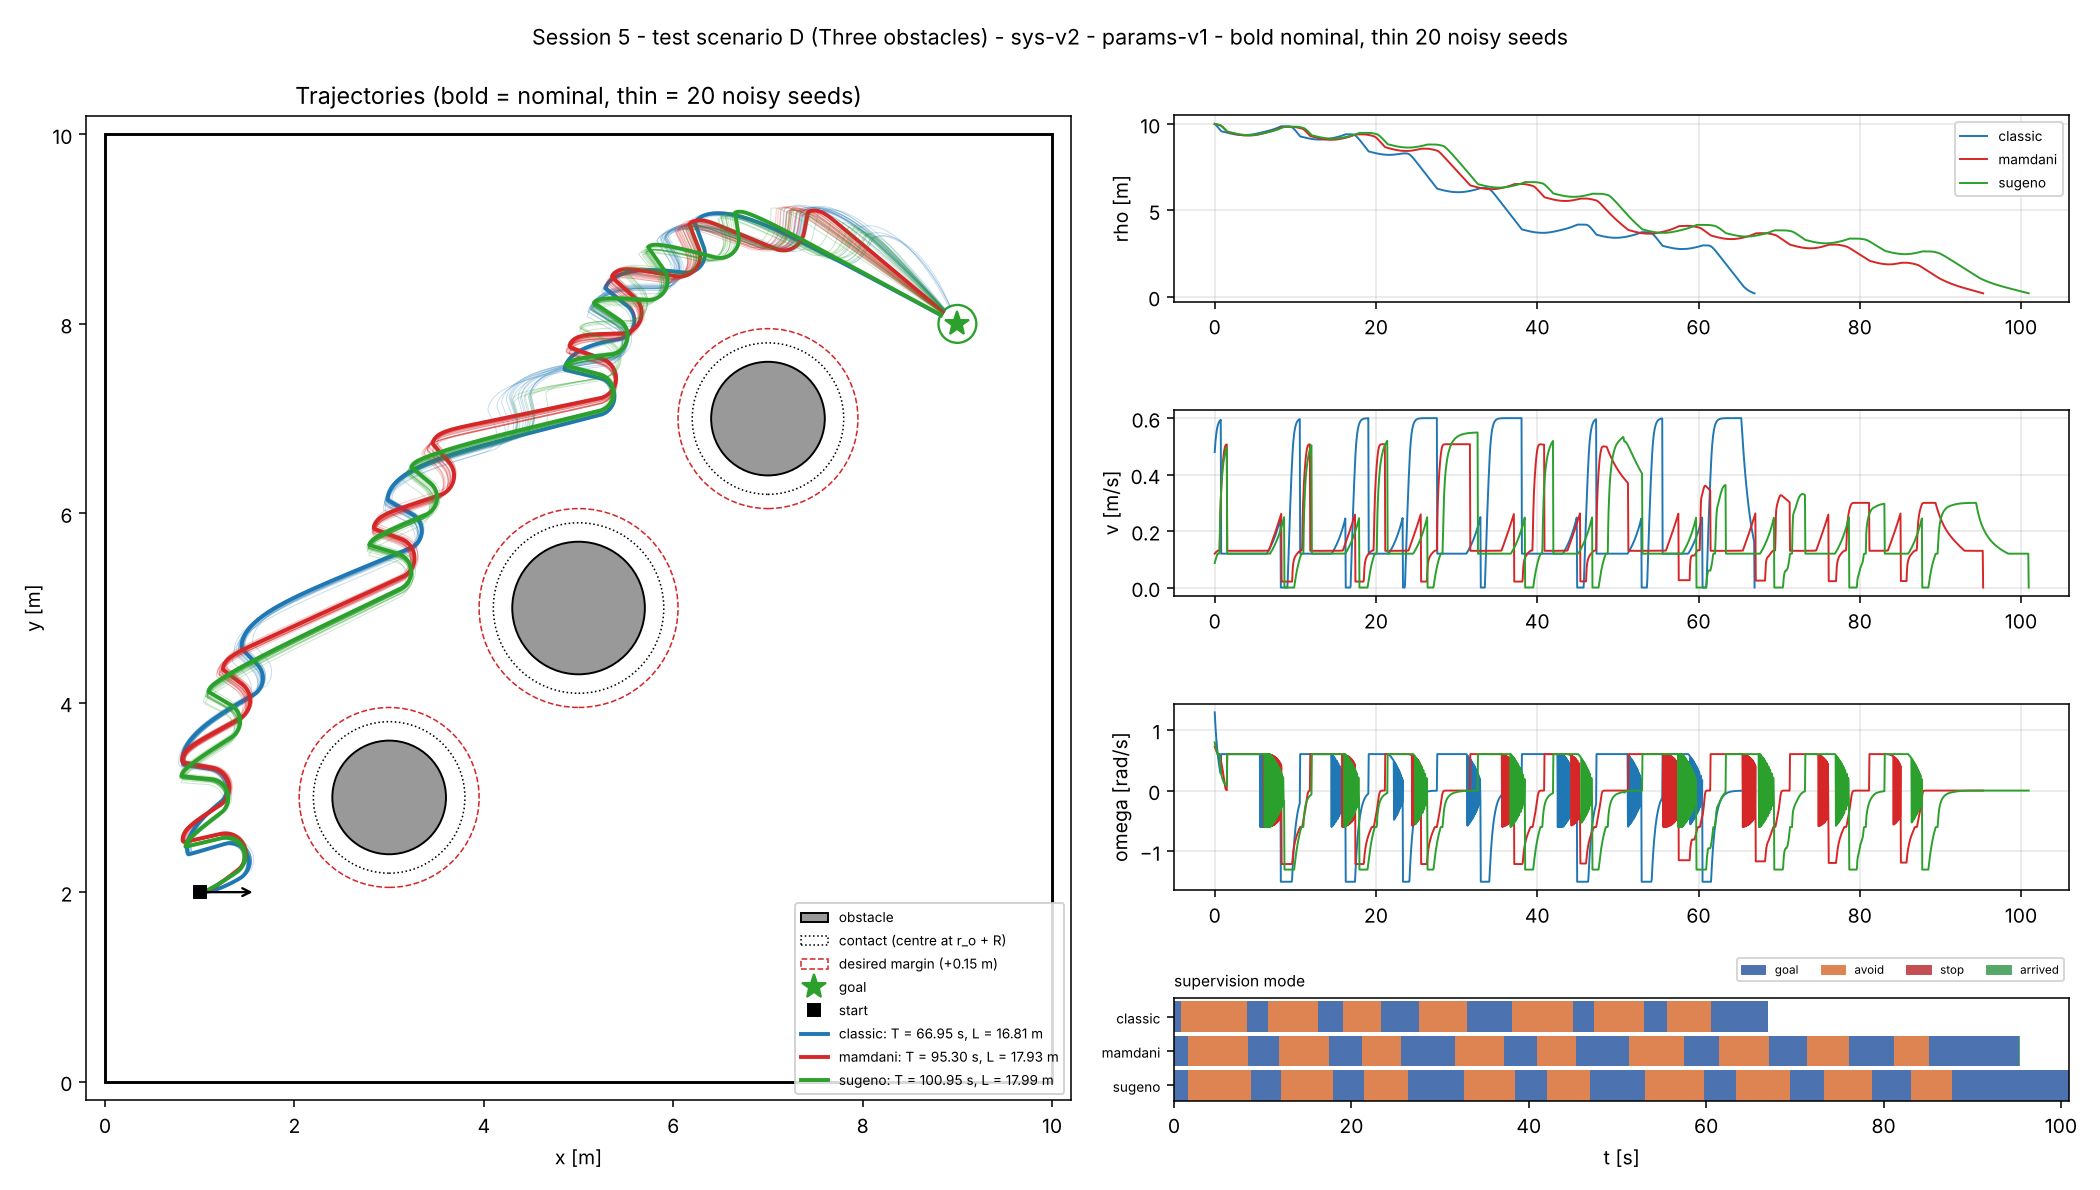 Session 5 - test scenario D (Three obstacles) - sys-v2 - params-v1 - bold nominal, thin 20 noisy seeds
Trajectories (bold = nominal, thin = 20 noisy seeds)
10
8
6
4
2
0
y [m]
0 2 4 6 8 10
x [m]
obstacle
contact (centre at r_o + R)
desired margin (+0.15 m)
goal
start
classic: T = 66.95 s, L = 16.81 m
mamdani: T = 95.30 s, L = 17.93 m
sugeno: T = 100.95 s, L = 17.99 m
10
5
0
rho [m]
classic
mamdani
sugeno
0 20 40 60 80 100
0.6
0.4
0.2
0.0
v [m/s]
0 20 40 60 80 100
1
0
−1
omega [rad/s]
0 20 40 60 80 100
supervision mode
goal avoid stop arrived
classic
mamdani
sugeno
0 20 40 60 80 100
t [s]